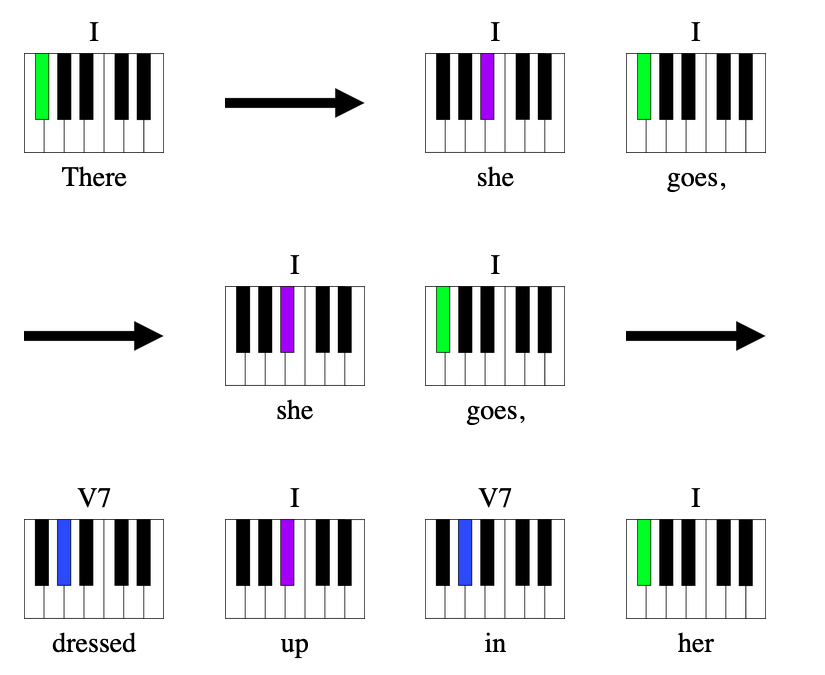 I I I
There she goes,
I I
she goes,
V7 I V7 I
dressed up in her